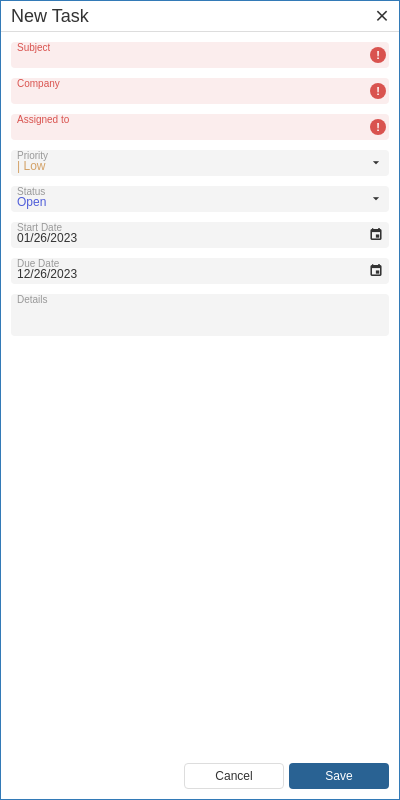 New Task
Subject
Company
Assigned to
Priority
| Low
Status
Open
Start Date
01/26/2023
Due Date
12/26/2023
Details
Cancel Save